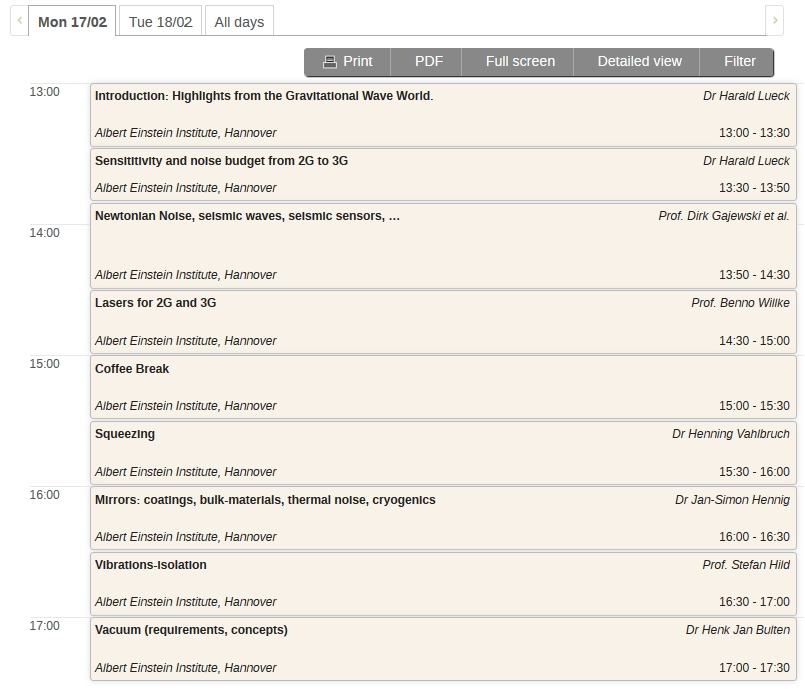 Mon 17/02 Tue 18/02 All days
Print PDF Full screen Detailed view Filter
13:00
Introduction: Highlights from the Gravitational Wave World. Dr Harald Lueck
Albert Einstein Institute, Hannover 13:00 - 13:30
Sensititivity and noise budget from 2G to 3G Dr Harald Lueck
Albert Einstein Institute, Hannover 13:30 - 13:50
Newtonian Noise, seismic waves, seismic sensors, … Prof. Dirk Gajewski et al.
14:00
Albert Einstein Institute, Hannover 13:50 - 14:30
Lasers for 2G and 3G Prof. Benno Willke
Albert Einstein Institute, Hannover 14:30 - 15:00
15:00
Coffee Break
Albert Einstein Institute, Hannover 15:00 - 15:30
Squeezing Dr Henning Vahlbruch
Albert Einstein Institute, Hannover 15:30 - 16:00
16:00
Mirrors: coatings, bulk-materials, thermal noise, cryogenics Dr Jan-Simon Hennig
Albert Einstein Institute, Hannover 16:00 - 16:30
Vibrations-isolation Prof. Stefan Hild
Albert Einstein Institute, Hannover 16:30 - 17:00
17:00
Vacuum (requirements, concepts) Dr Henk Jan Bulten
Albert Einstein Institute, Hannover 17:00 - 17:30